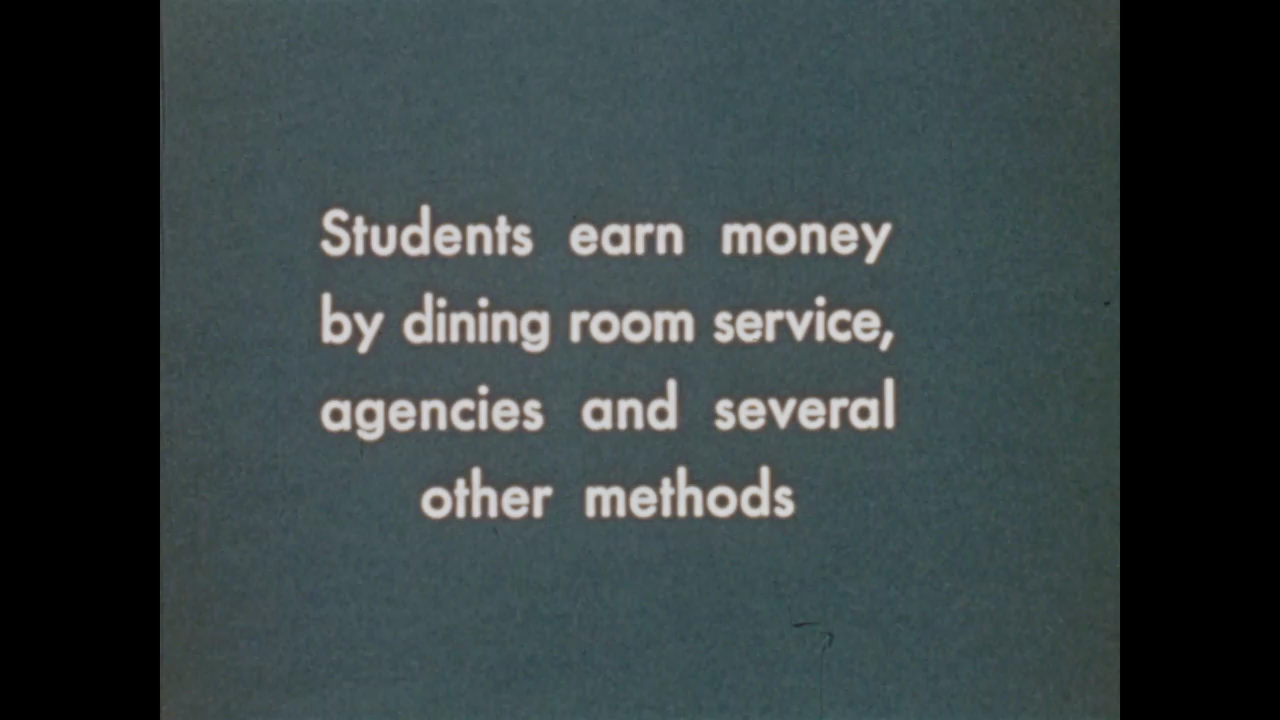 Students earn money
by dining room service,
agencies and several
other methods